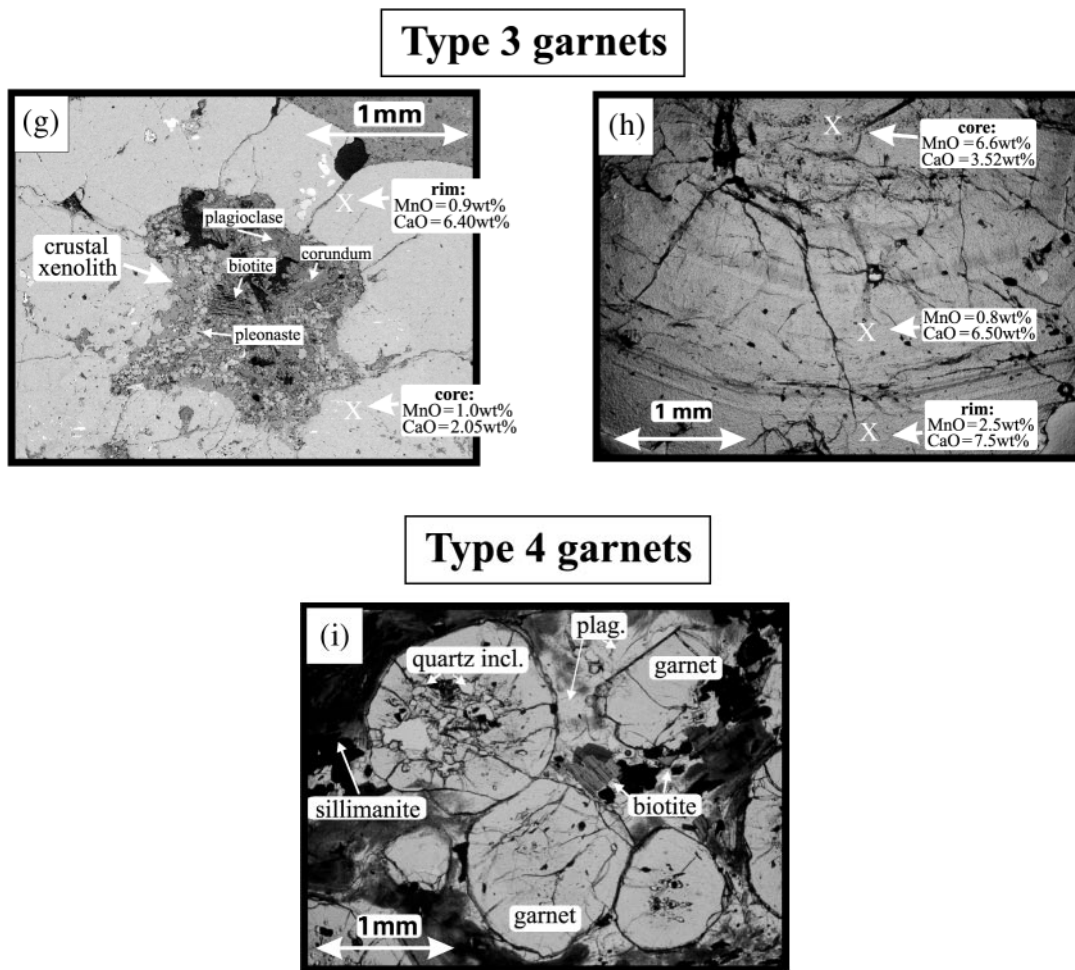 Type 3 garnets
(g)
1mm
rim:
MnO = 0.9wt%
CaO = 6.40wt%
plagioclase
crustal
xenolith
biotite
corundum
pleonaste
X
X
core:
MnO = 1.0wt%
CaO = 2.05wt%
(h)
X
core:
MnO = 6.6wt%
CaO = 3.52wt%
X
MnO = 0.8wt%
CaO = 6.50wt%
1 mm
X
rim:
MnO = 2.5wt%
CaO = 7.5wt%
Type 4 garnets
(i)
plag.
quartz incl.
garnet
sillimanite
biotite
garnet
1mm